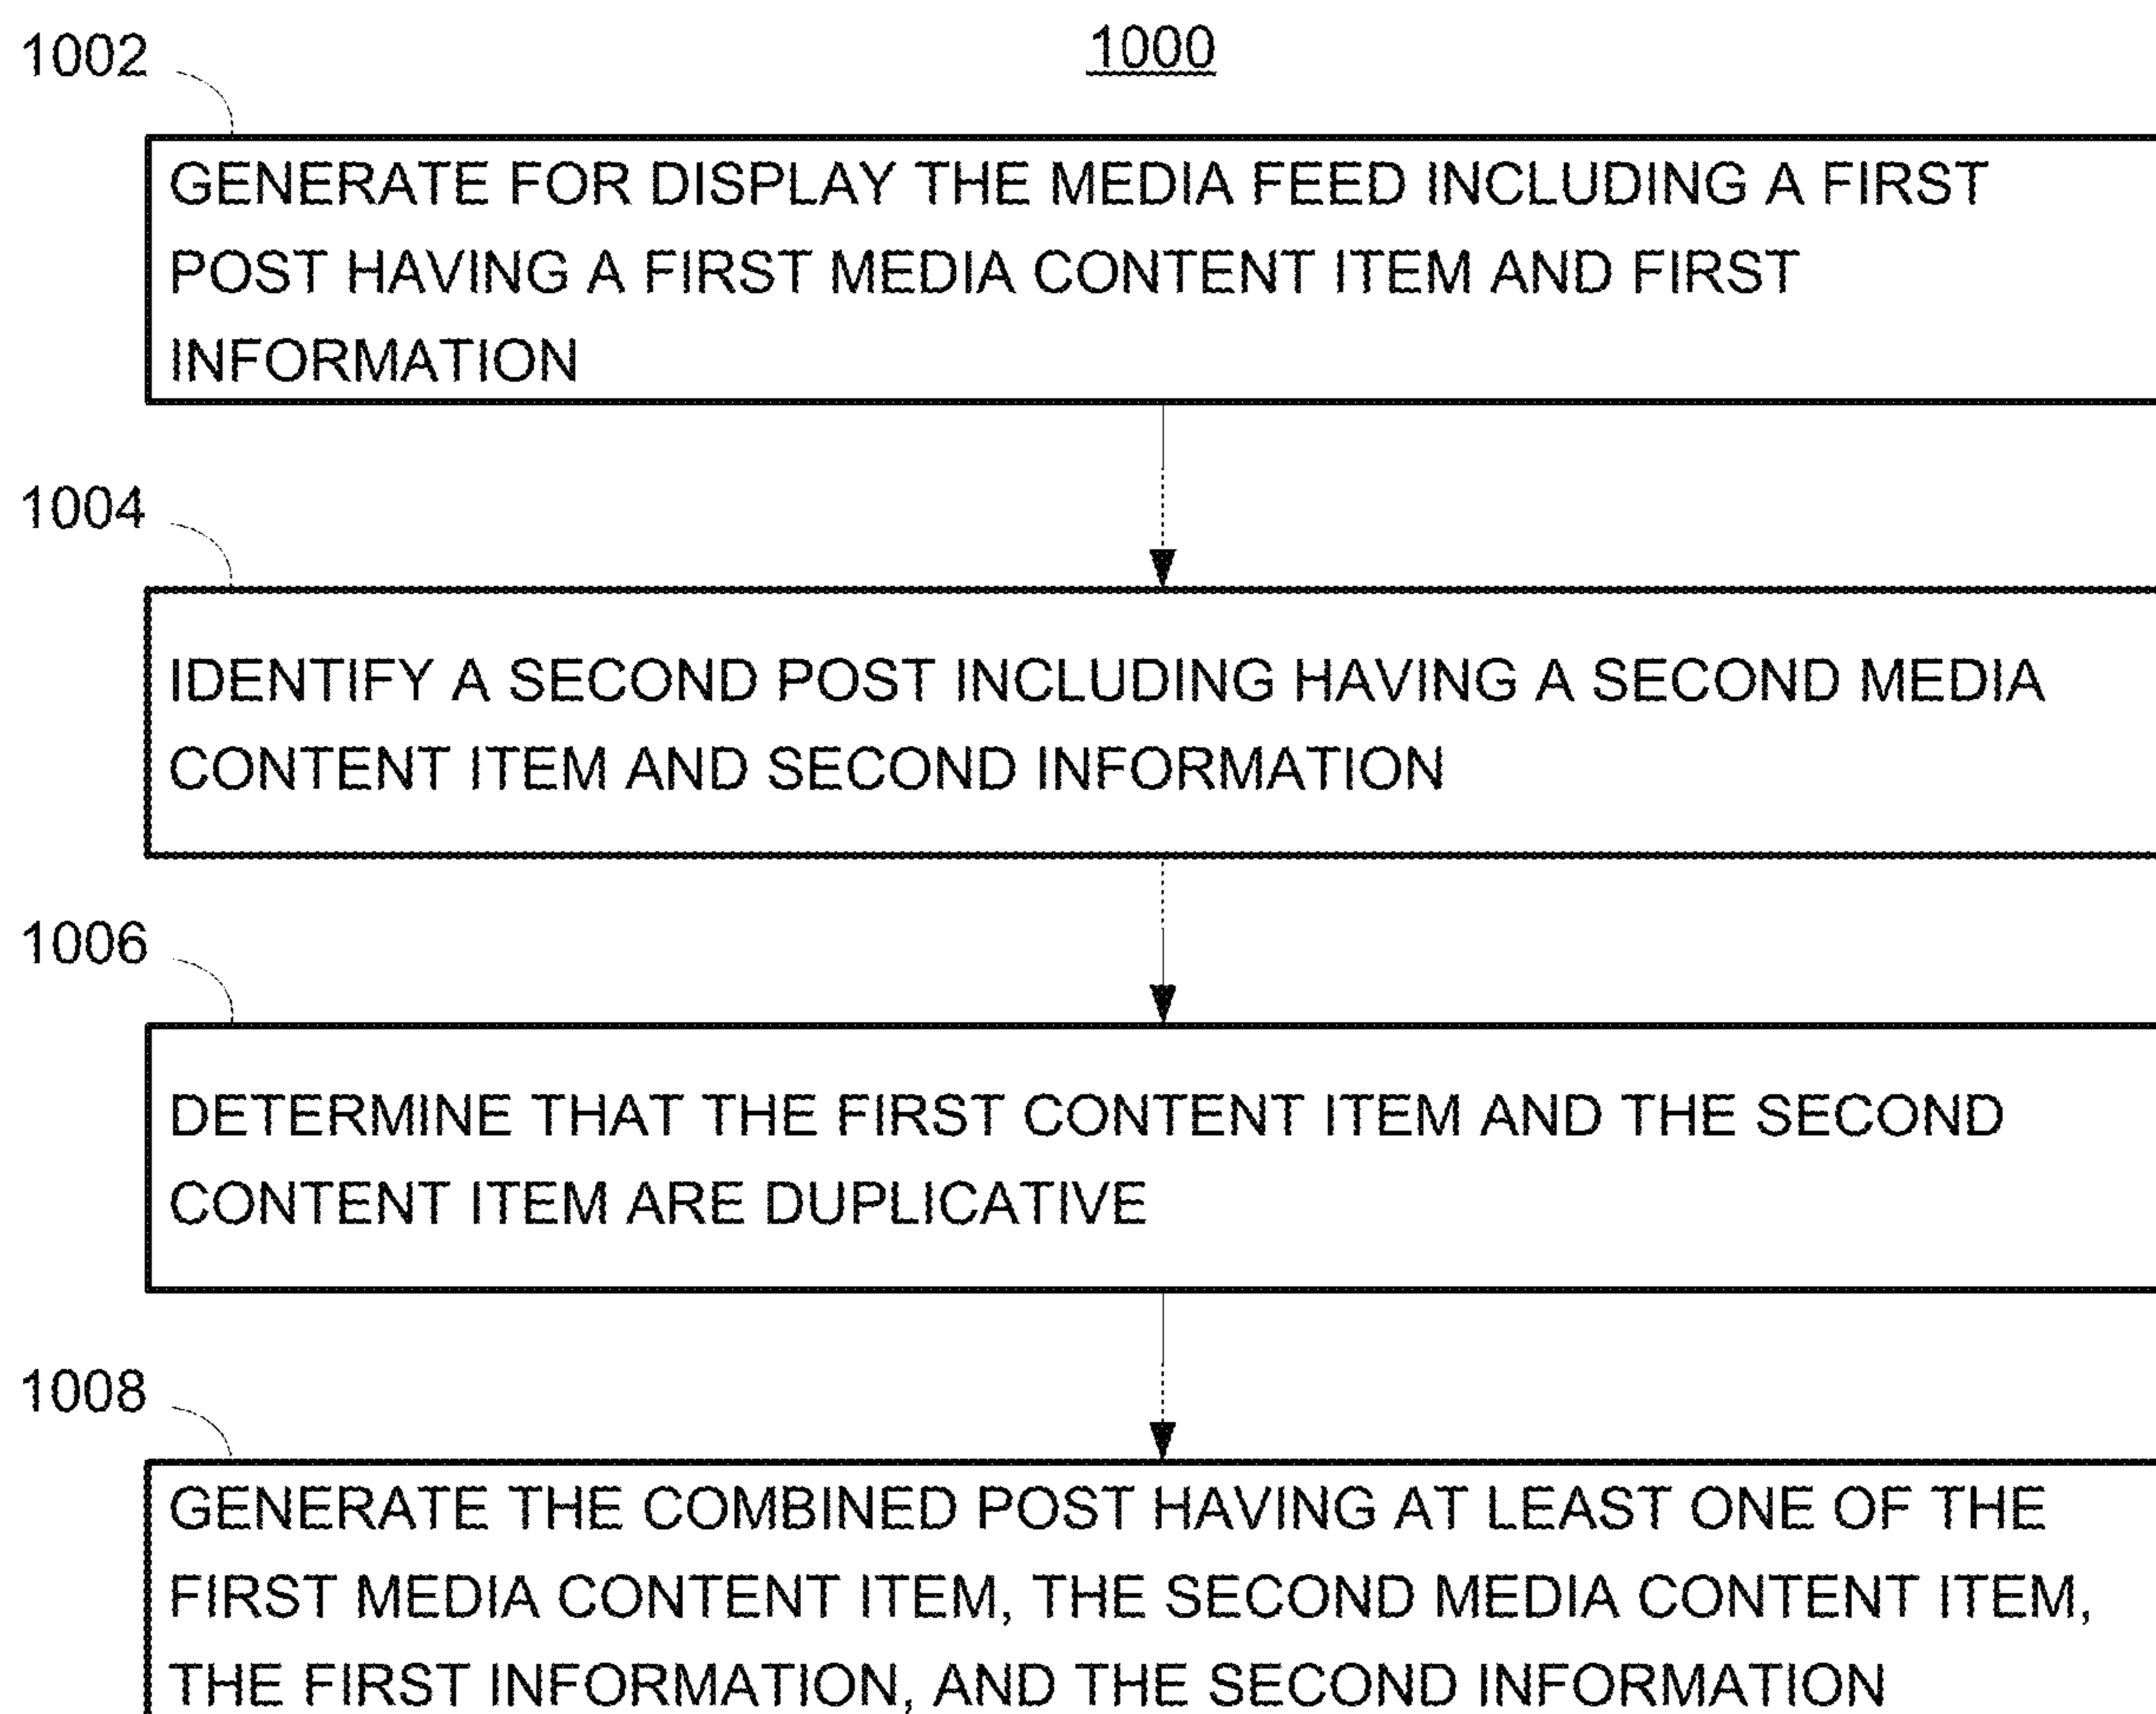 1000
1002
GENERATE FOR DISPLAY THE MEDIA FEED INCLUDING A FIRST
POST HAVING A FIRST MEDIA CONTENT ITEM AND FIRST
INFORMATION
1004
IDENTIFY A SECOND POST INCLUDING HAVING A SECOND MEDIA
CONTENT ITEM AND SECOND INFORMATION
1006
DETERMINE THAT THE FIRST CONTENT ITEM AND THE SECOND
CONTENT ITEM ARE DUPLICATIVE
1008
GENERATE THE COMBINED POST HAVING AT LEAST ONE OF THE
FIRST MEDIA CONTENT ITEM, THE SECOND MEDIA CONTENT ITEM,
THE FIRST INFORMATION, AND THE SECOND INFORMATION